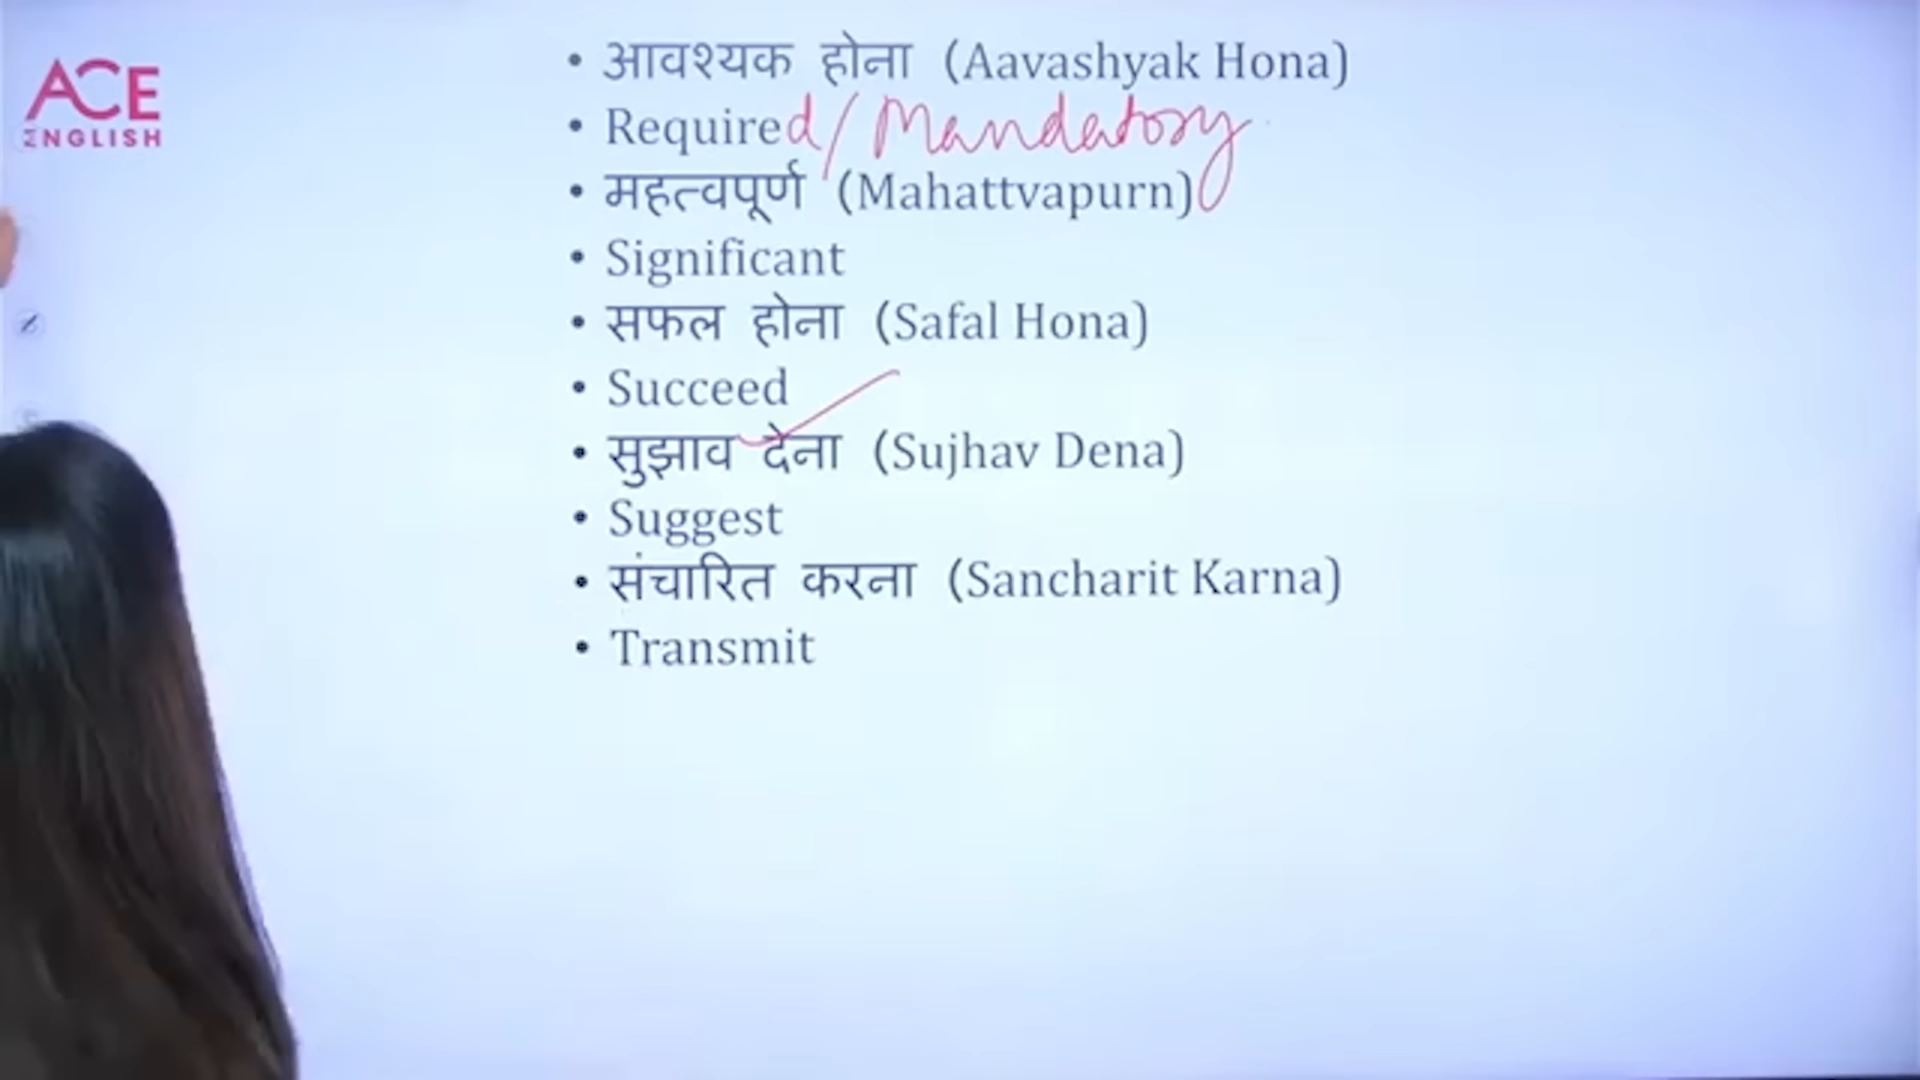 ACE
ENGLISH
• आवश्यक होना (Aavashyak Hona)
• Required/Mandatory
• महत्वपूर्ण (Mahattvapurn)
• Significant
• सफल होना (Safal Hona)
• Succeed
• सुझाव देना (Sujhav Dena)
• Suggest
• संचारित करना (Sancharit Karna)
• Transmit